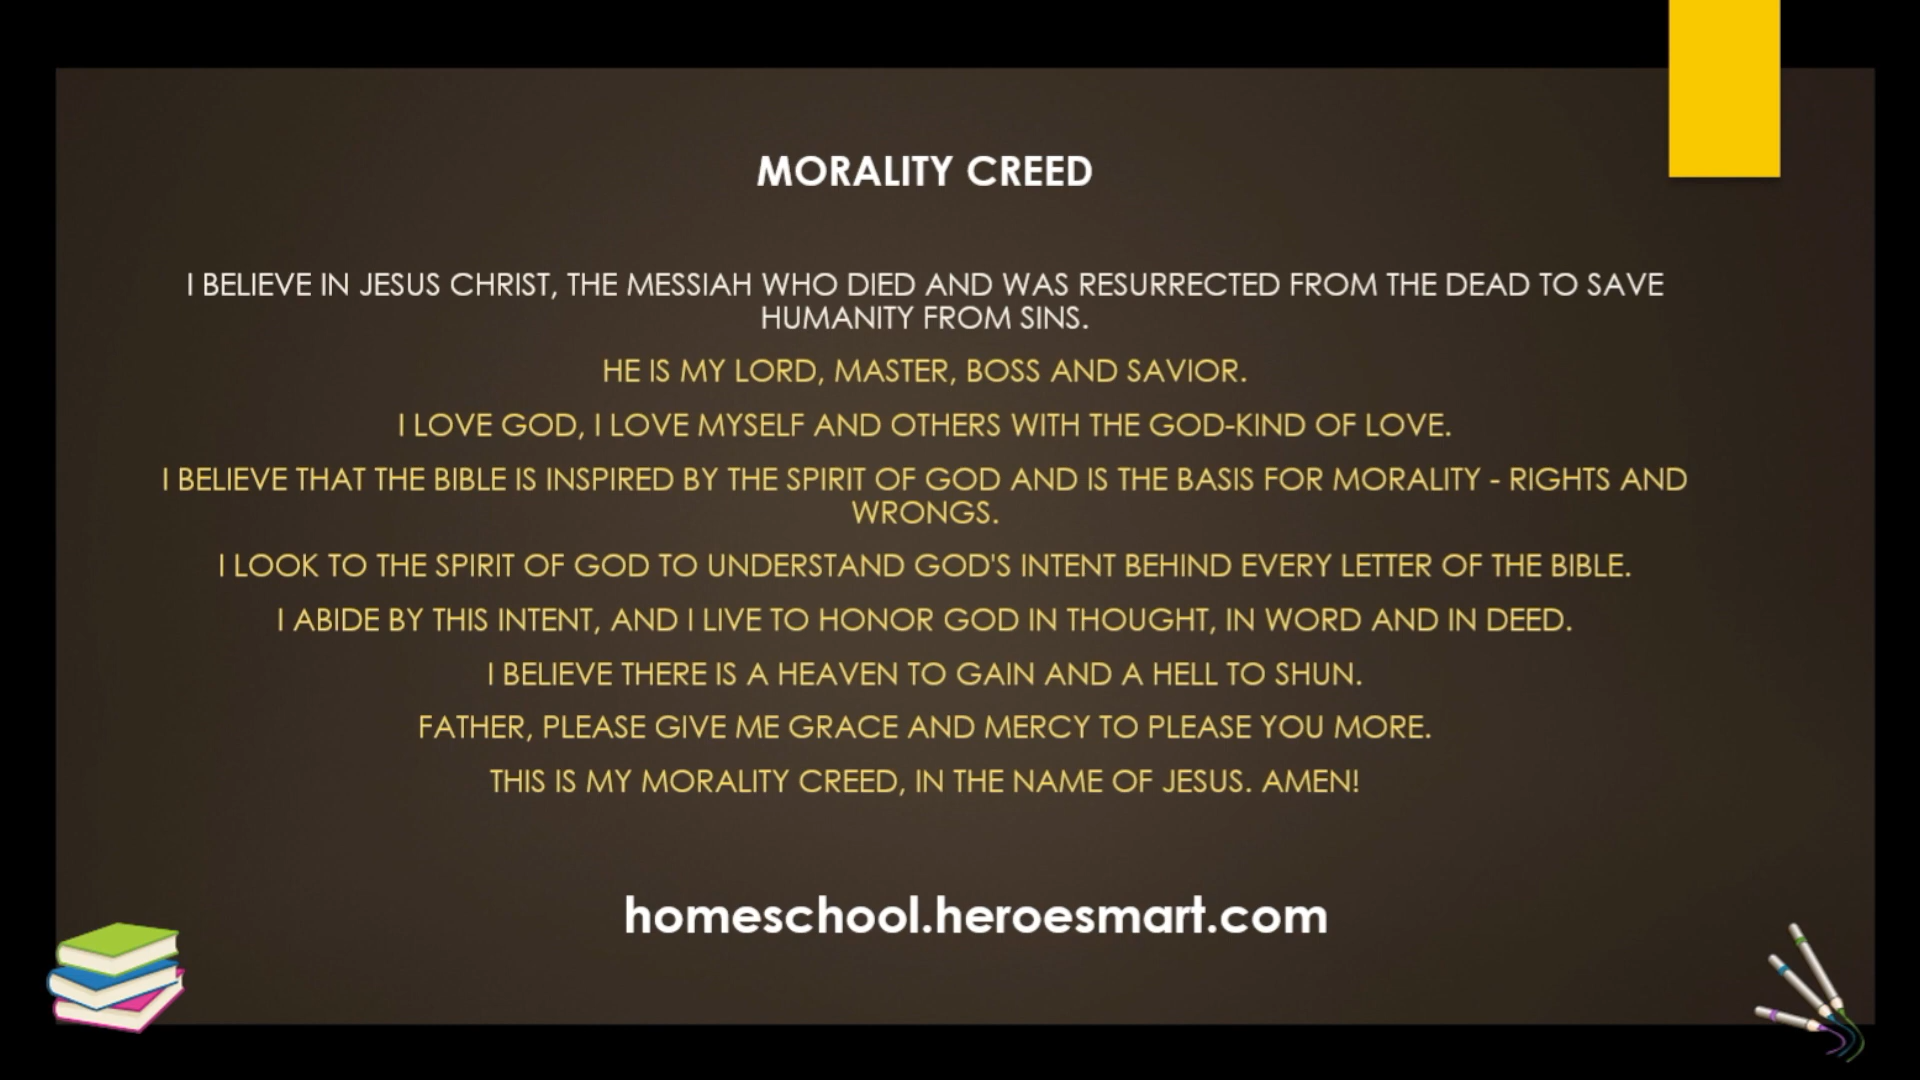 MORALITY CREED
I BELIEVE IN JESUS CHRIST, THE MESSIAH WHO DIED AND WAS RESURRECTED FROM THE DEAD TO SAVE
HUMANITY FROM SINS.
HE IS MY LORD, MASTER, BOSS AND SAVIOR.
I LOVE GOD, I LOVE MYSELF AND OTHERS WITH THE GOD-KIND OF LOVE.
I BELIEVE THAT THE BIBLE IS INSPIRED BY THE SPIRIT OF GOD AND IS THE BASIS FOR MORALITY - RIGHTS AND
WRONGS.
I LOOK TO THE SPIRIT OF GOD TO UNDERSTAND GOD'S INTENT BEHIND EVERY LETTER OF THE BIBLE.
I ABIDE BY THIS INTENT, AND I LIVE TO HONOR GOD IN THOUGHT, IN WORD AND IN DEED.
I BELIEVE THERE IS A HEAVEN TO GAIN AND A HELL TO SHUN.
FATHER, PLEASE GIVE ME GRACE AND MERCY TO PLEASE YOU MORE.
THIS IS MY MORALITY CREED, IN THE NAME OF JESUS. AMEN!
homeschool.heroesmart.com